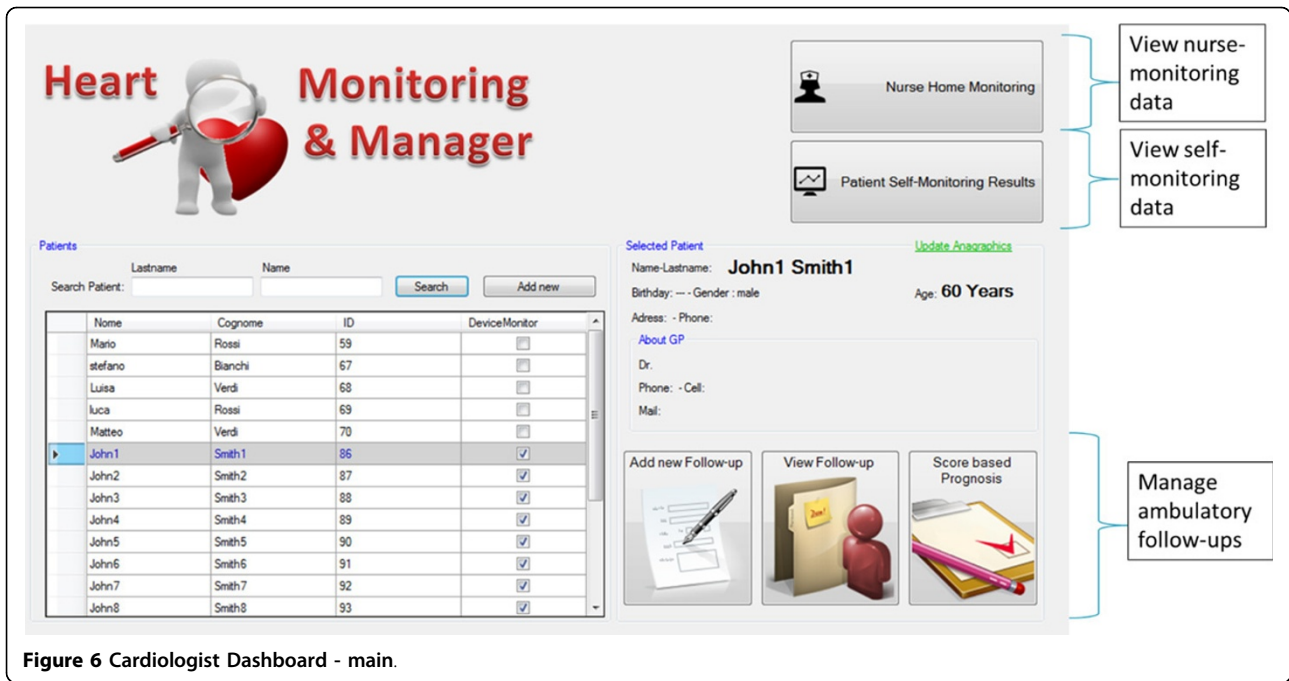 Heart Monitoring
& Manager
Nurse Home Monitoring
Patient Self-Monitoring Results
View nurse-
monitoring
data
View self-
monitoring
data
Patients
Lastname Name
Search Patient: Search Add new
Nome Cognome ID DeviceMonitor
Mario Rossi 59
stefano Bianchi 67
Luisa Verdi 68
luca Rossi 69
Matteo Verdi 70
John1 Smith1 86
John2 Smith2 87
John3 Smith3 88
John4 Smith4 89
John5 Smith5 90
John6 Smith6 91
John7 Smith7 92
John8 Smith8 93
Selected Patient Update Anagraphics
Name-Lastname: John1 Smith1
Birthday: --- - Gender : male Age: 60 Years
Adress: - Phone:
About GP
Dr.
Phone: - Cell:
Mail:
Add new Follow-up
View Follow-up
Score based
Prognosis
Manage
ambulatory
follow-ups
Figure 6 Cardiologist Dashboard - main.